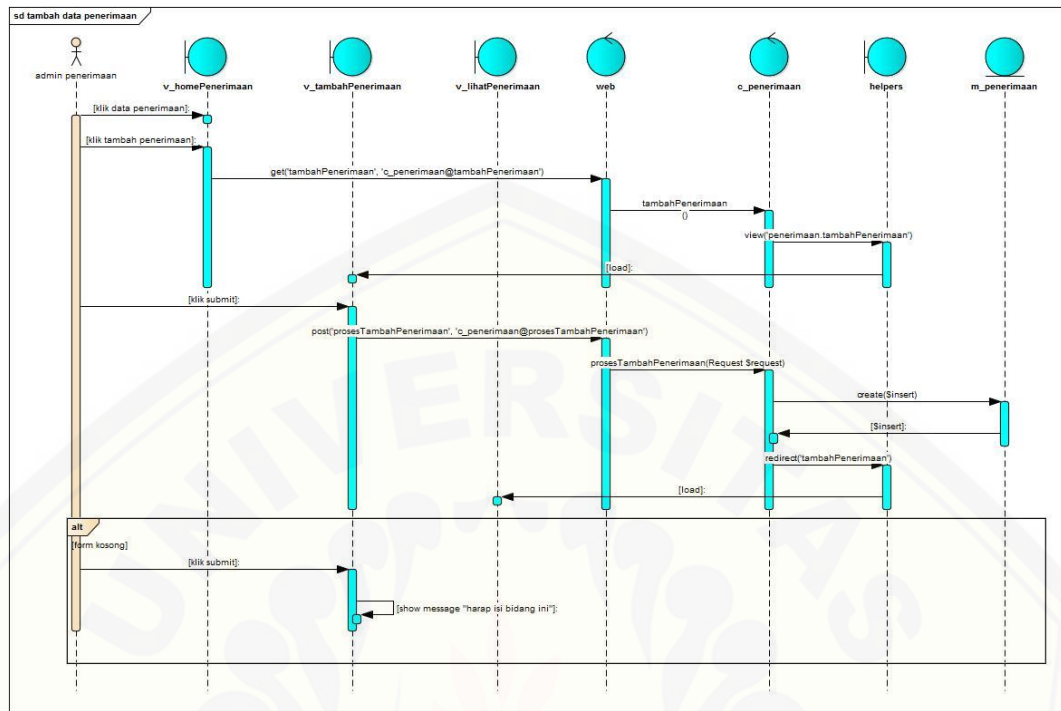 sd tambah data penerimaan
admin penerimaan
v_homePenerimaan
v_tambahPenerimaan
v_lihatPenerimaan
web
c_penerimaan
helpers
m_penerimaan
[klik data penerimaan]:
[klik tambah penerimaan]:
get('tambahPenerimaan', 'c_penerimaan@tambahPenerimaan')
tambahPenerimaan
()
view('penerimaan.tambahPenerimaan')
[load]:
[klik submit]:
post('prosesTambahPenerimaan', 'c_penerimaan@prosesTambahPenerimaan')
prosesTambahPenerimaan(Request $request)
create($insert)
[$insert]:
redirect('tambahPenerimaan')
[load]:
alt
[form kosong]
[klik submit]:
[show message "harap isi bidang ini"]:
UNIVERSITAS